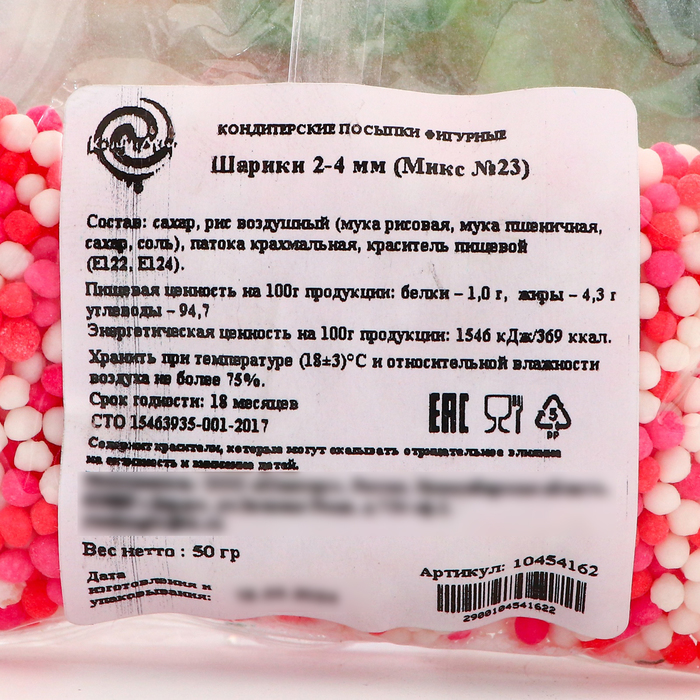 КОНДИТЕРСКИЕ ПОСЫПКИ ФИГУРНЫЕ
Шарики 2-4 мм (Микс №23)
Состав: сахар, рис воздушный (мука рисовая, мука пшеничная,
сахар, соль), патока крахмальная, краситель пищевой
(Е122, Е124).
Пищевая ценность на 100г продукции: белки – 1,0 г, жиры – 4,3 г
углеводы – 94,7
Энергетическая ценность на 100г продукции: 1546 кДж/369 ккал.
Хранить при температуре (18±3)°С и относительной влажности
воздуха не более 75%.
Срок годности: 18 месяцев
СТО 15463935-001-2017
ЕАС
5
PP
Содержит красители, которые могут оказывать отрицательное влияние
на активность и внимание детей.
Вес нетто : 50 гр
Дата
изготовления и
упаковывания:
Артикул: 10454162
2900104541622